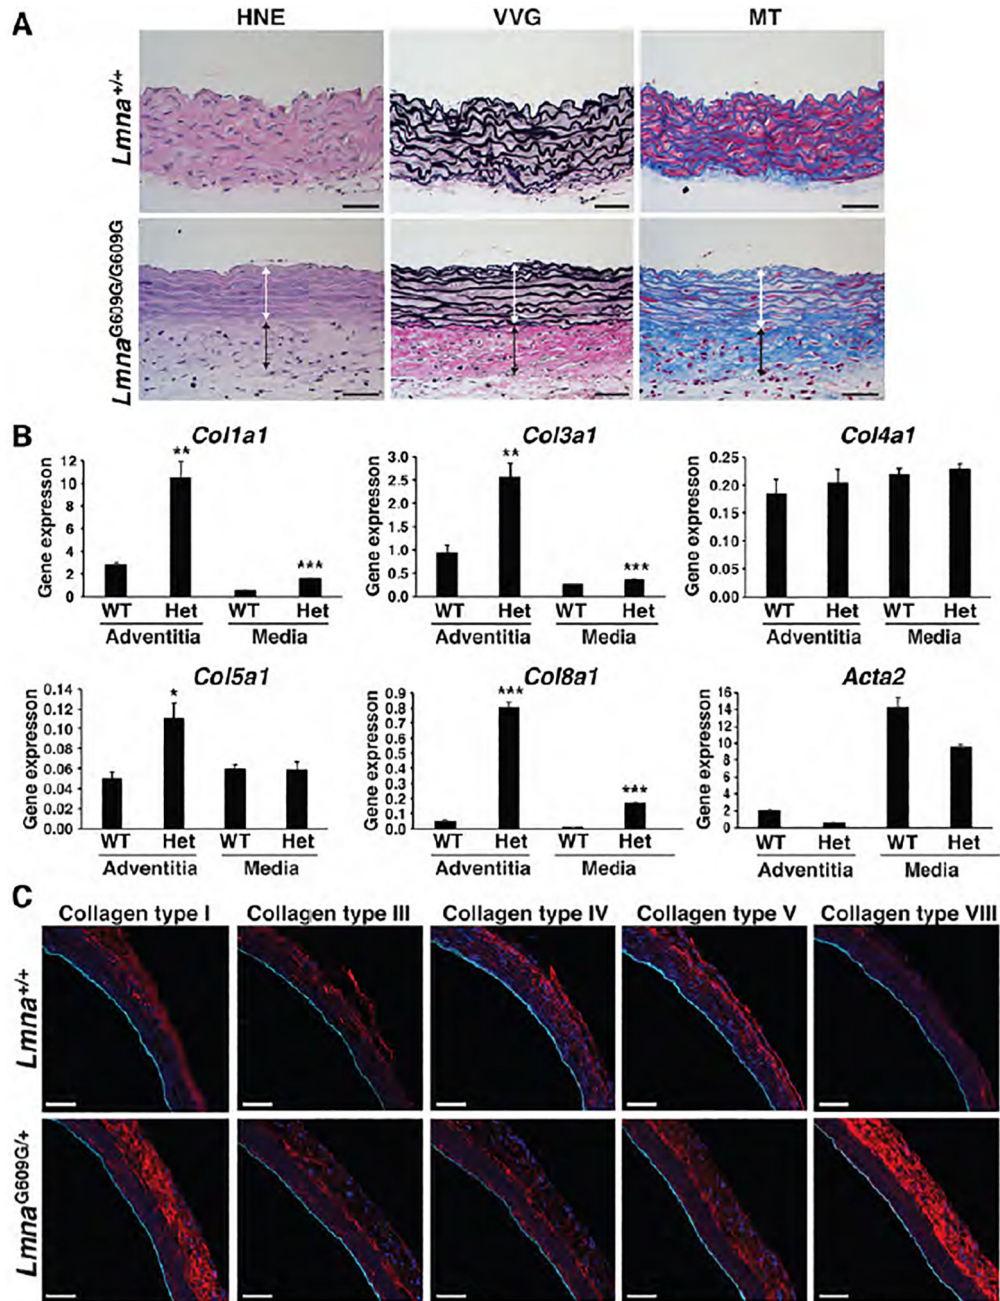 A
HNE VVG MT
Lmna+/+
LmnaG609G/G609G
B
Col1a1 Col3a1 Col4a1
Gene expresson Gene expresson Gene expresson
12 10 8 6 4 2 0
3.0 2.5 2.0 1.5 1.0 0.5 0.0
0.25 0.20 0.15 0.10 0.05 0.00
** *** ** ***
WT Het WT Het WT Het WT Het WT Het WT Het
Adventitia Media Adventitia Media Adventitia Media
Col5a1 Col8a1 Acta2
Gene expresson Gene expresson Gene expresson
0.14 0.12 0.10 0.08 0.06 0.04 0.02 0.00
0.9 0.8 0.7 0.6 0.5 0.4 0.3 0.2 0.1 0.0
16 14 12 10 8 6 4 2 0
* *** ***
WT Het WT Het WT Het WT Het WT Het WT Het
Adventitia Media Adventitia Media Adventitia Media
C
Collagen type I Collagen type III Collagen type IV Collagen type V Collagen type VIII
Lmna+/+
LmnaG609G/+